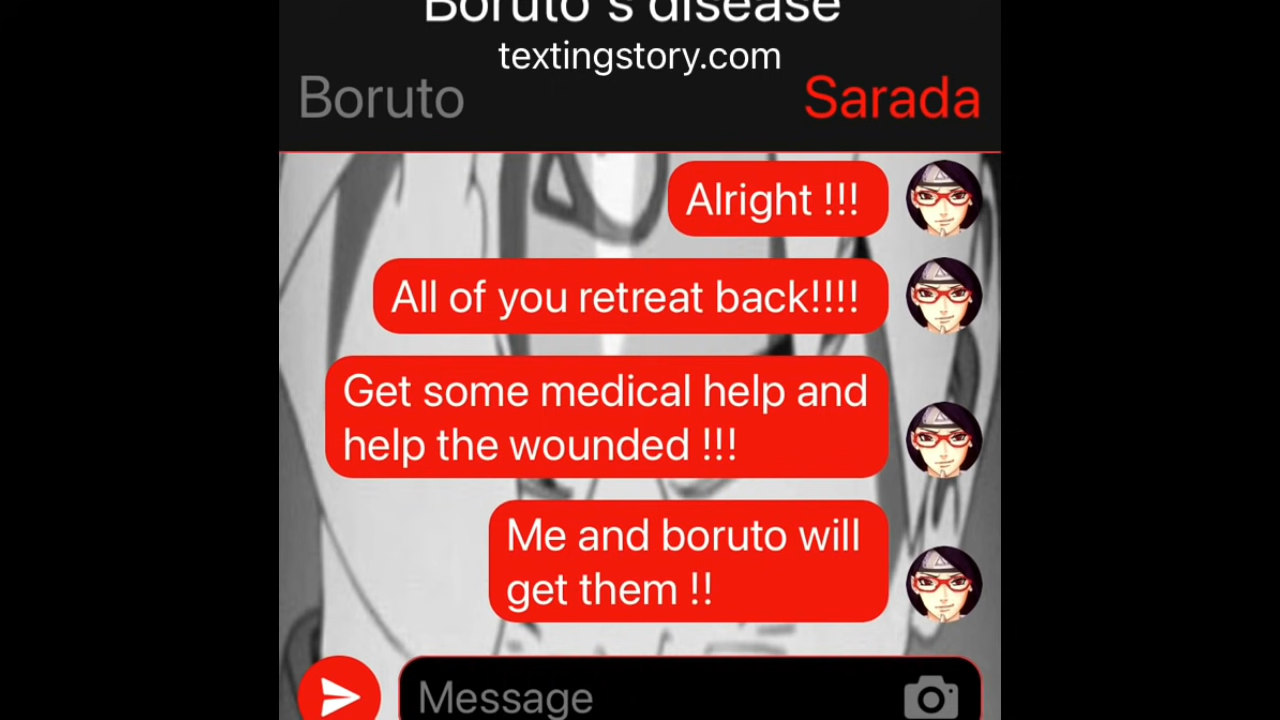 Boruto's disease
textingstory.com
Boruto
Sarada
Alright !!!
All of you retreat back!!!!
Get some medical help and
help the wounded !!!
Me and boruto will
get them !!
Message